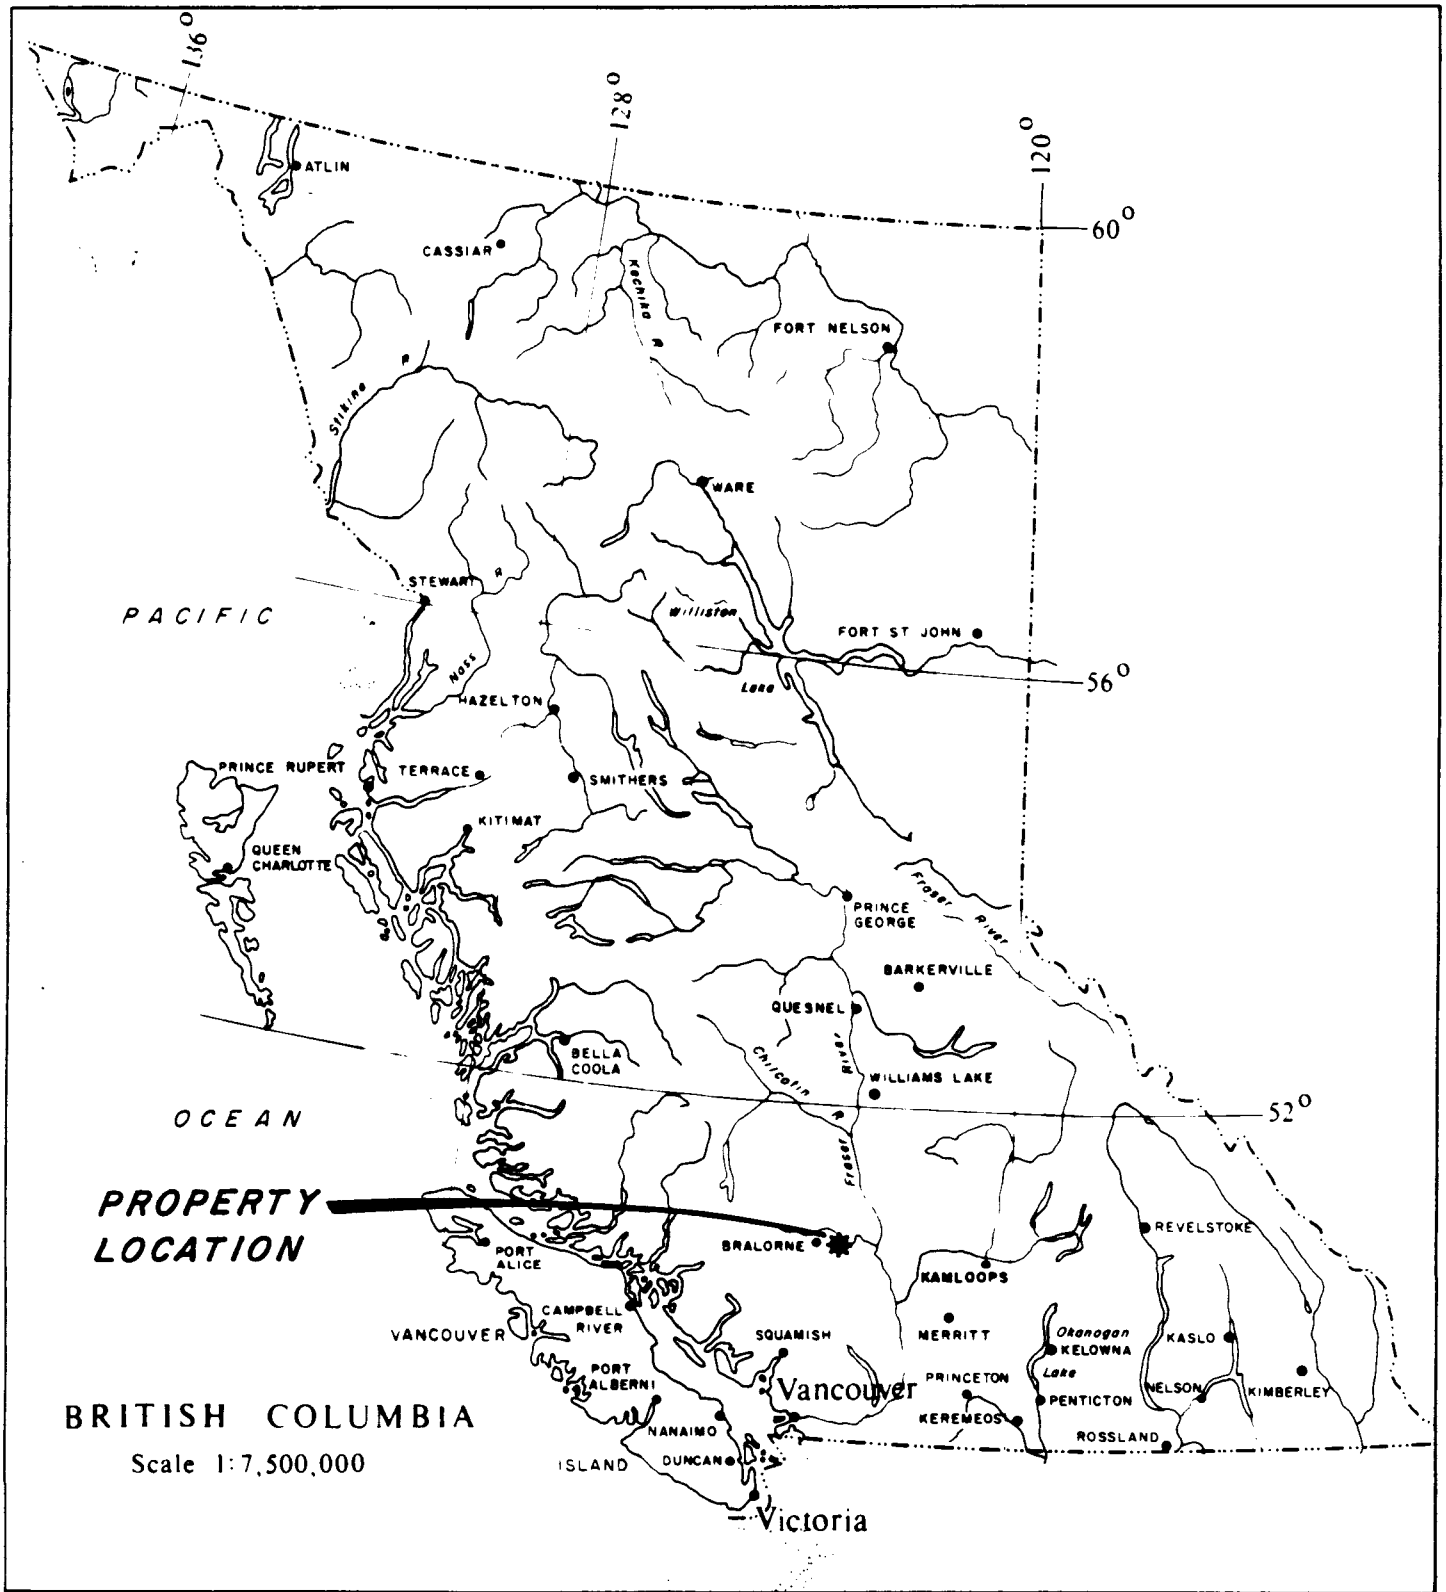 136°
128°
120°
ATLIN
60°
CASSIAR
Kechika R
FORT NELSON
Stikine R
WARE
STEWART
R
PACIFIC
Williston
FORT ST JOHN
Nass
Lake
56°
HAZELTON
PRINCE RUPERT
TERRACE
SMITHERS
KITIMAT
QUEEN
CHARLOTTE
Fraser River
PRINCE
GEORGE
BARKERVILLE
QUESNEL
BELLA
COOLA
Chilcotin R
Fraser River
WILLIAMS LAKE
OCEAN
52°
PROPERTY
LOCATION
BRALORNE
REVELSTOKE
PORT
ALICE
KAMLOOPS
CAMPBELL
RIVER
VANCOUVER
SQUAMISH
MERRITT
Okanogan
KELOWNA
Lake
KASLO
PORT
ALBERNI
Vancouver
PRINCETON
PENTICTON
NELSON
KIMBERLEY
BRITISH COLUMBIA
KEREMEOS
NANAIMO
ROSSLAND
Scale 1:7,500,000
ISLAND
DUNCAN
Victoria